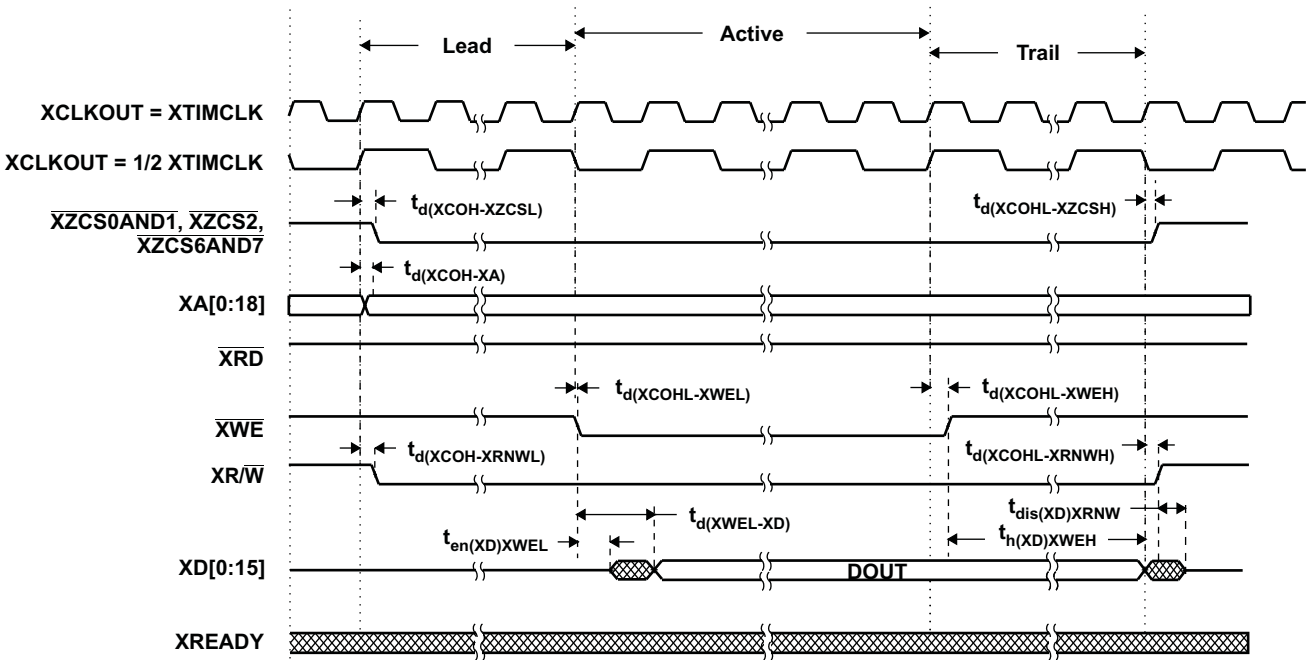 Lead
Active
Trail
XCLKOUT = XTIMCLK
XCLKOUT = 1/2 XTIMCLK
XZCS0AND1, XZCS2,
XZCS6AND7
td(XCOH-XZCSL)
td(XCOHL-XZCSH)
td(XCOH-XA)
XA[0:18]
XRD
td(XCOHL-XWEL)
td(XCOHL-XWEH)
XWE
td(XCOH-XRNWL)
td(XCOHL-XRNWH)
XR/W
td(XWEL-XD)
tdis(XD)XRNW
ten(XD)XWEL
th(XD)XWEH
XD[0:15]
DOUT
XREADY